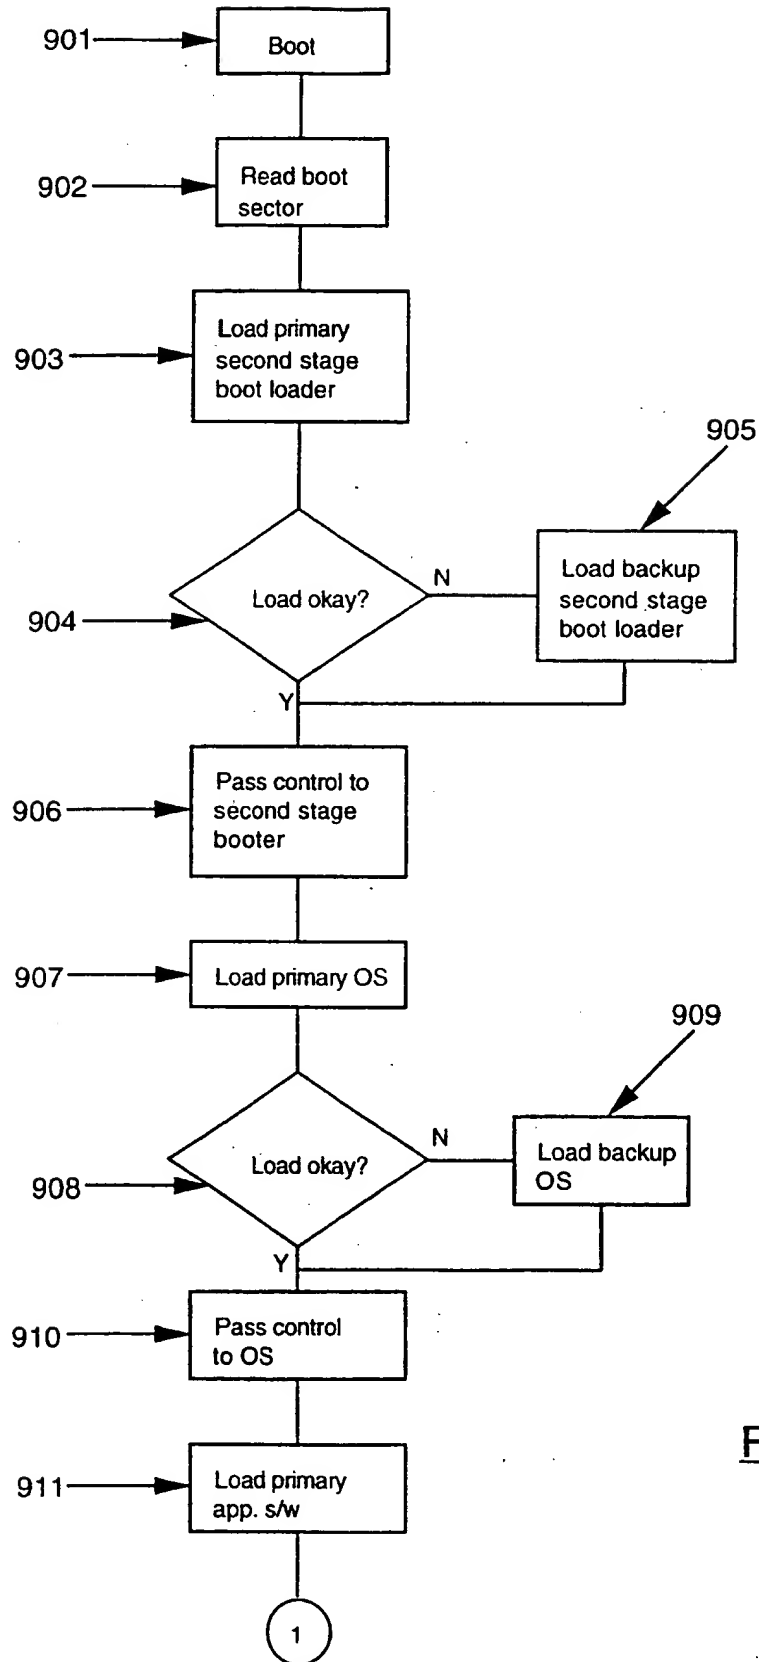 901
Boot
902
Read boot
sector
903
Load primary
second stage
boot loader
905
904
Load okay?
N
Load backup
second stage
boot loader
Y
906
Pass control to
second stage
booter
907
Load primary OS
909
908
Load okay?
N
Load backup
OS
Y
910
Pass control
to OS
911
Load primary
app. s/w
F
1